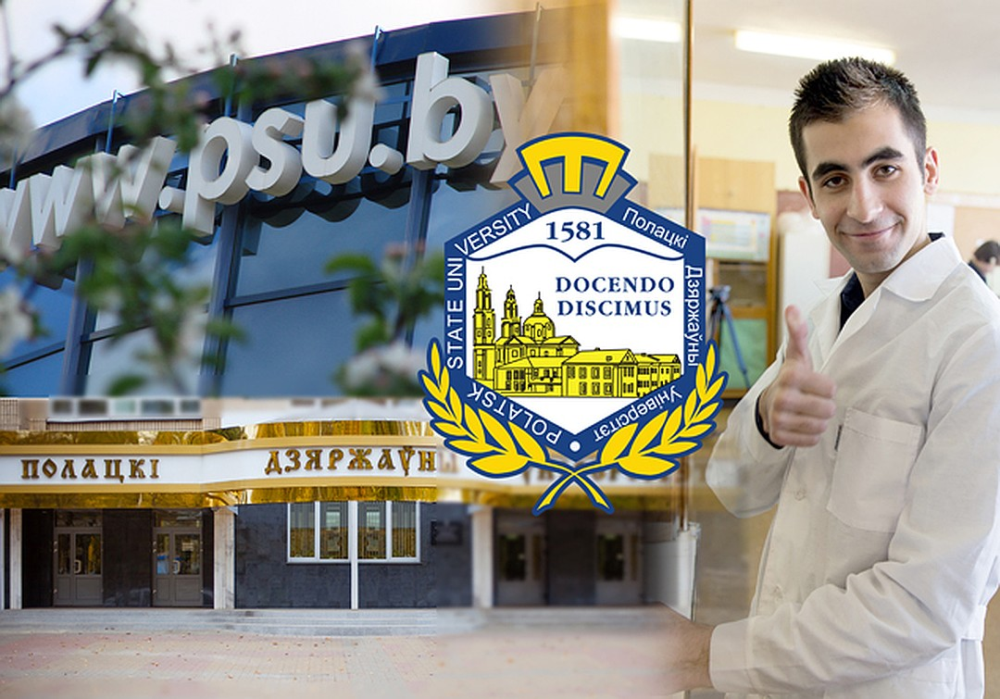 www.psu.by
1581
DOCENDO
DISCIMUS
POLATSK STATE UNIVERSITY
Полацкі Дзяржаўны Універсітэт
ПОЛАЦКІ ДЗЯРЖАЎНЫ